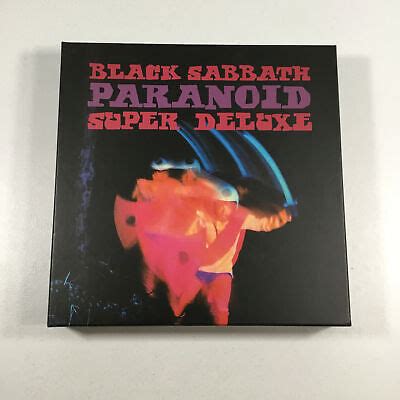 BLACK SABBATH
PARANOID
SUPER DELUXE